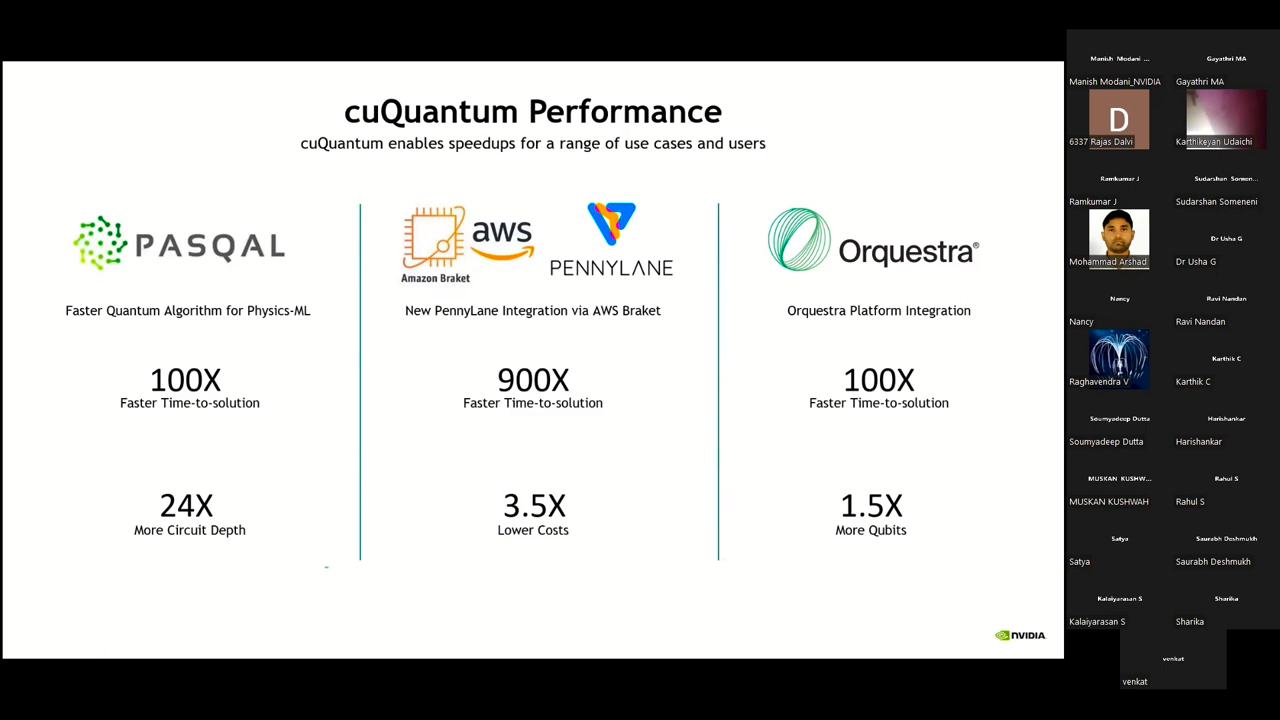 cuQuantum Performance
cuQuantum enables speedups for a range of use cases and users
PASQAL
Faster Quantum Algorithm for Physics-ML
100X
Faster Time-to-solution
24X
More Circuit Depth
Amazon Braket
aws
PENNYLANE
New PennyLane Integration via AWS Braket
900X
Faster Time-to-solution
3.5X
Lower Costs
Orquestra®
Orquestra Platform Integration
100X
Faster Time-to-solution
1.5X
More Qubits
NVIDIA
Manish Modani ...
Manish Modani_NVIDIA
Gayathri MA
Gayathri MA
D
6337 Rajas Dalvi
Karthikeyan Udaichi
Ramkumar J
Ramkumar J
Sudarshan Somen...
Sudarshan Someneni
Mohammad Arshad
Dr Usha G
Dr Usha G
Nancy
Nancy
Ravi Nandan
Ravi Nandan
Raghavendra V
Karthik C
Karthik C
Soumyadeep Dutta
Soumyadeep Dutta
Harishankar
Harishankar
MUSKAN KUSHW...
MUSKAN KUSHWAH
Rahul S
Rahul S
Satya
Satya
Saurabh Deshmukh
Saurabh Deshmukh
Kalaiyarasan S
Kalaiyarasan S
Sharika
Sharika
venkat
venkat